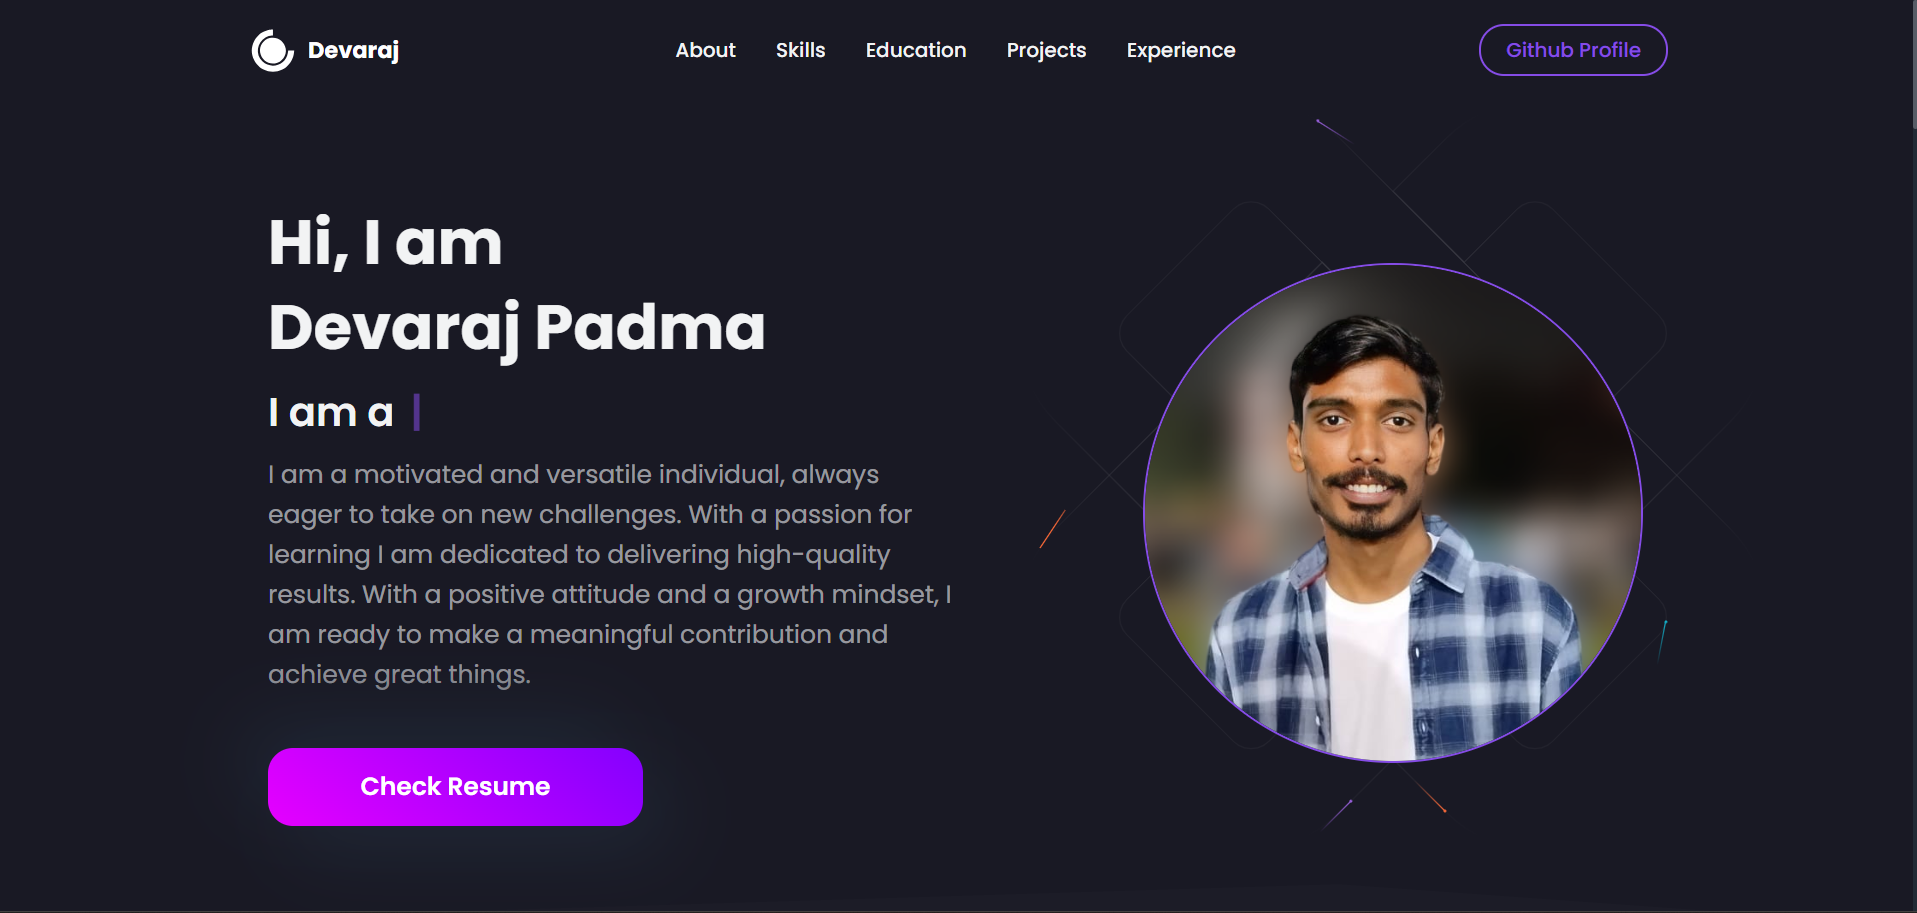 Devaraj
About Skills Education Projects Experience
Github Profile
Hi, I am
Devaraj Padma
I am a
I am a motivated and versatile individual, always
eager to take on new challenges. With a passion for
learning I am dedicated to delivering high-quality
results. With a positive attitude and a growth mindset, I
am ready to make a meaningful contribution and
achieve great things.
Check Resume